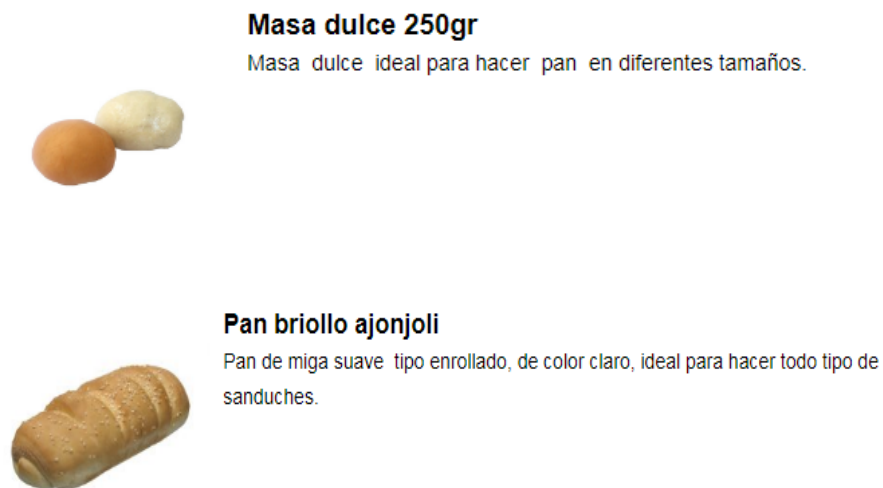 Masa dulce 250gr
Masa dulce ideal para hacer pan en diferentes tamaños.
Pan briollo ajonjoli
Pan de miga suave tipo enrollado, de color claro, ideal para hacer todo tipo de
sanduches.